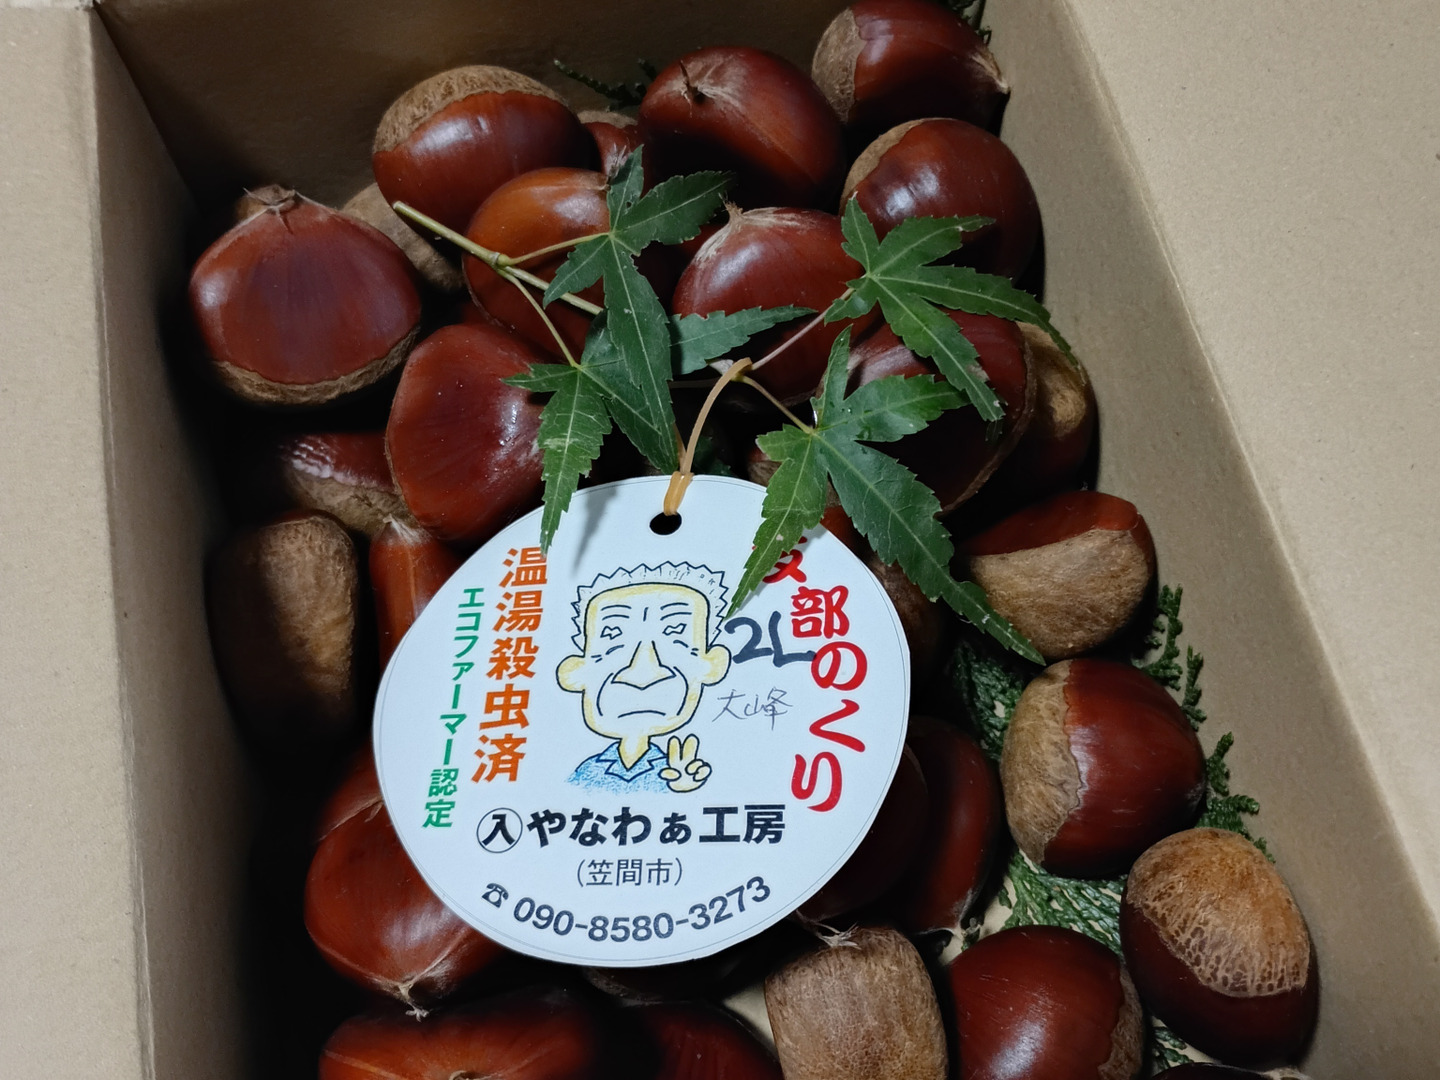 部のくり
2L
大峰
温湯殺虫済
エコファーマー認定
入 やなわぁ工房
(笠間市)
☎ 090-8580-3273